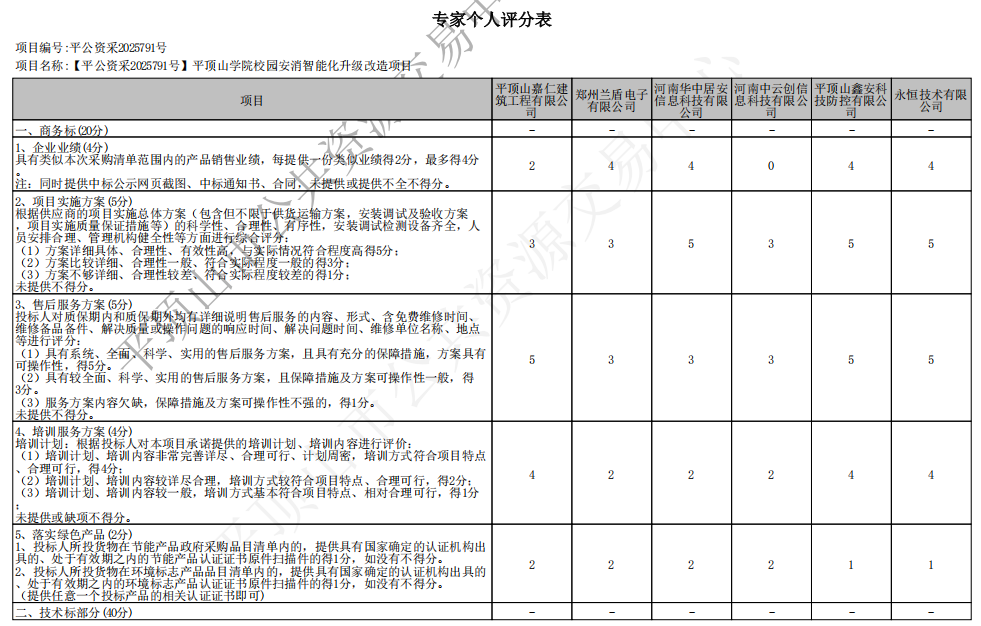 专家个人评分表
项目编号:平公资采2025791号
项目名称:【平公资采2025791号】平顶山学院校园安消智能化升级改造项目
项目 平顶山嘉仁建筑工程有限公司 郑州兰盾电子有限公司 河南华中居安信息科技有限公司 河南中云创信息科技有限公司 平顶山鑫安科技防控有限公司 永恒技术有限公司
一、商务标(20分) - - - - - -
1、企业业绩(4分)
具有类似本次采购清单范围内的产品销售业绩，每提供一份类似业绩得2分，最多得4分
。
注：同时提供中标公示网页截图、中标通知书、合同；未提供或提供不全不得分。
2 4 4 0 4 4
2、项目实施方案(5分)
根据供应商的项目实施总体方案（包含但不限于供货运输方案，安装调试及验收方案
，项目实施质量保证措施等）的科学性、合理性、有序性，安装调试检测设备齐全，人
员安排合理、管理机构健全性等方面进行综合评分：
（1）方案详细具体、合理性、有效性高，与实际情况符合程度高得5分；
（2）方案比较详细、合理性一般、符合实际程度一般的得3分；
（3）方案不够详细、合理性较差、符合实际程度较差的得1分；
未提供不得分。
3 3 5 3 5 5
3、售后服务方案(5分)
投标人对质保期内和质保期外均有详细说明售后服务的内容、形式、含免费维修时间、
维修备品备件、解决质量或操作问题的响应时间、解决问题时间、维修单位名称、地点
等进行评分：
（1）具有系统、全面、科学、实用的售后服务方案，且具有充分的保障措施，方案具有
可操作性，得5分。
（2）具有较全面、科学、实用的售后服务方案，且保障措施及方案可操作性一般，得
3分。
（3）服务方案内容欠缺，保障措施及方案可操作性不强的，得1分。
未提供不得分。
5 3 3 3 5 5
4、培训服务方案(4分)
培训计划：根据投标人对本项目承诺提供的培训计划、培训内容进行评价：
（1）培训计划、培训内容非常完善详尽、合理可行、计划周密，培训方式符合项目特点
、合理可行，得4分；
（2）培训计划、培训内容较详尽合理，培训方式较符合项目特点、合理可行，得2分；
（3）培训计划、培训内容较一般，培训方式基本符合项目特点、相对合理可行，得1分
；
未提供或缺项不得分。
4 2 2 2 4 4
5、落实绿色产品(2分)
1、投标人所投货物在节能产品政府采购品目清单内的，提供具有国家确定的认证机构出
具的、处于有效期之内的节能产品认证证书原件扫描件的得1分，如没有不得分。
2、投标人所投货物在环境标志产品品目清单内的，提供具有国家确定的认证机构出具的
、处于有效期之内的环境标志产品认证证书原件扫描件的得1分，如没有不得分。
（提供任意一个投标产品的相关认证证书即可）
2 2 2 2 1 1
二、技术标部分(40分) - - - - - -
平顶山市公共资源交易中心
平顶山市公共资源交易中心